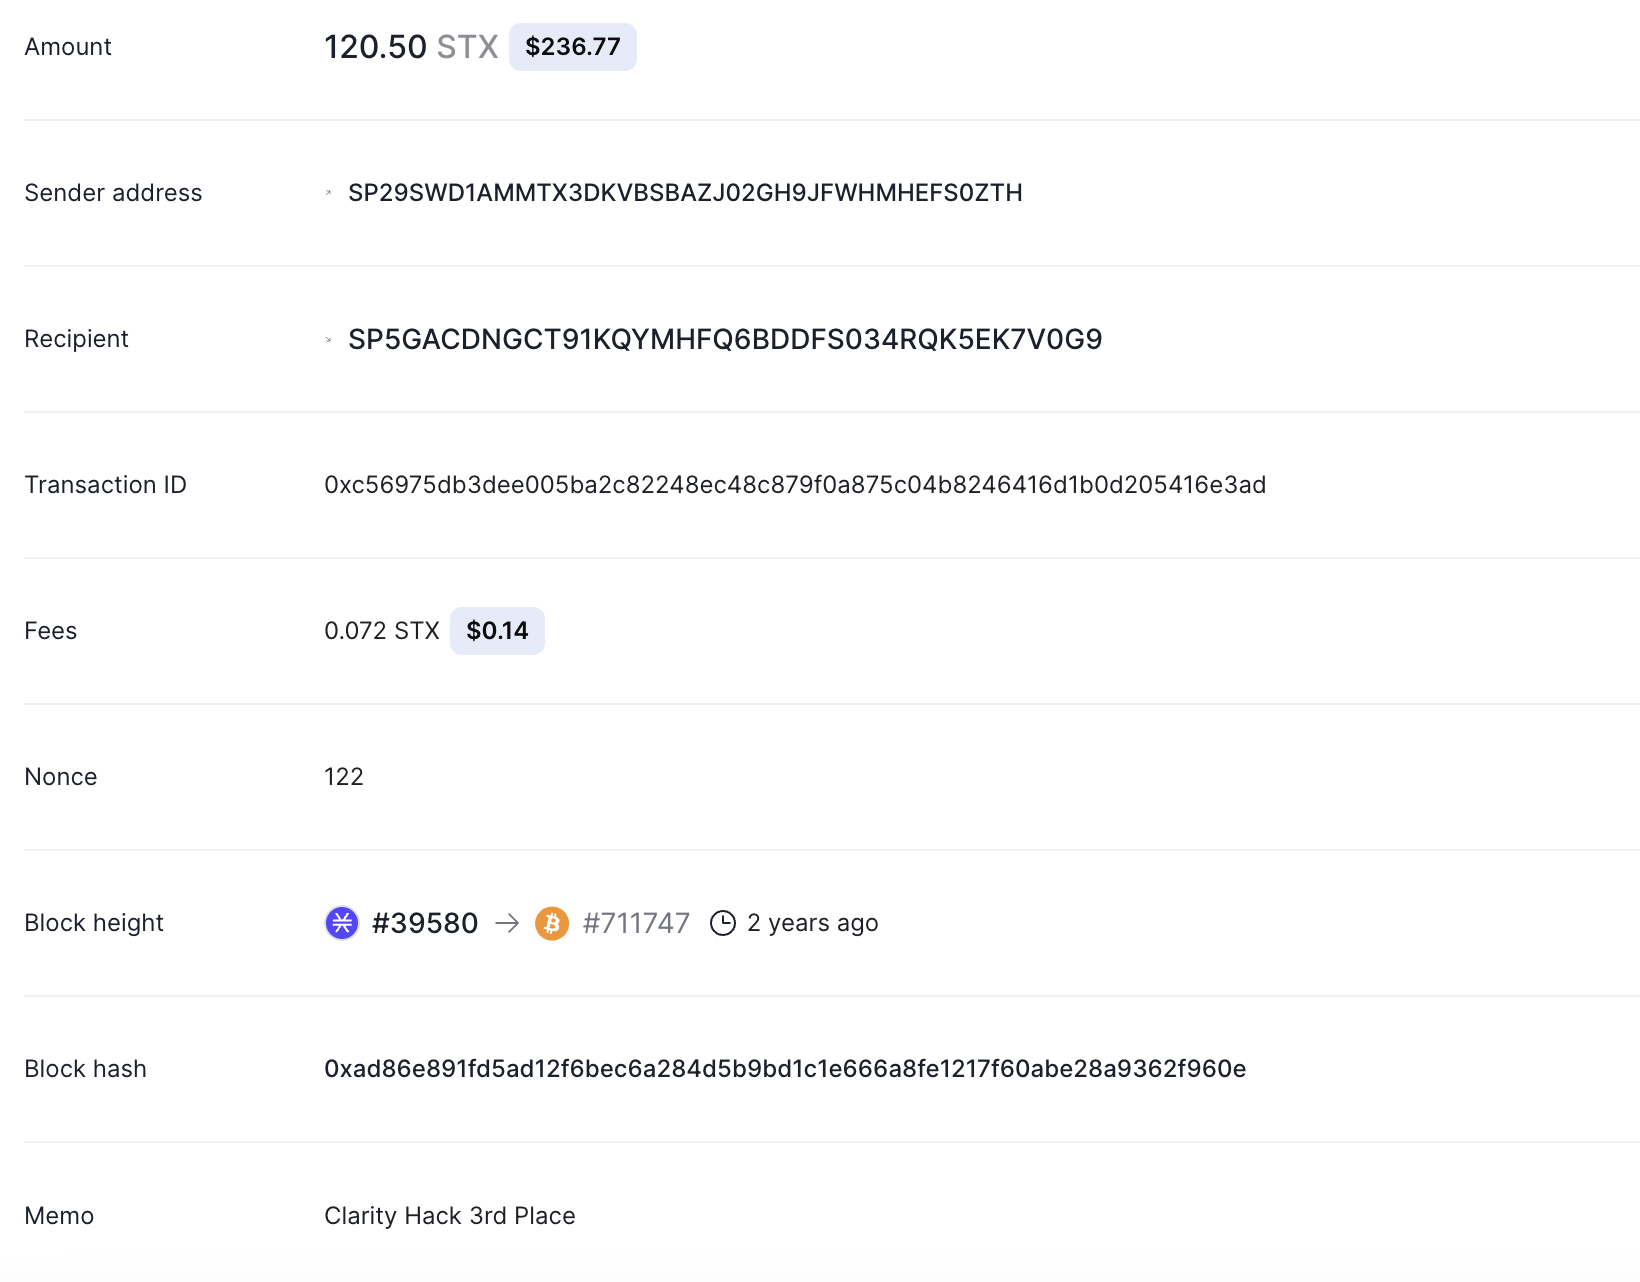 Amount 120.50 STX $236.77
Sender address SP29SWD1AMMTX3DKVBSBAZJ02GH9JFWHMHEFS0ZTH
Recipient SP5GACDNGCT91KQYMHFQ6BDDFS034RQK5EK7V0G9
Transaction ID 0xc56975db3dee005ba2c82248ec48c879f0a875c04b8246416d1b0d205416e3ad
Fees 0.072 STX $0.14
Nonce 122
Block height #39580 → #711747 2 years ago
Block hash 0xad86e891fd5ad12f6bec6a284d5b9bd1c1e666a8fe1217f60abe28a9362f960e
Memo Clarity Hack 3rd Place